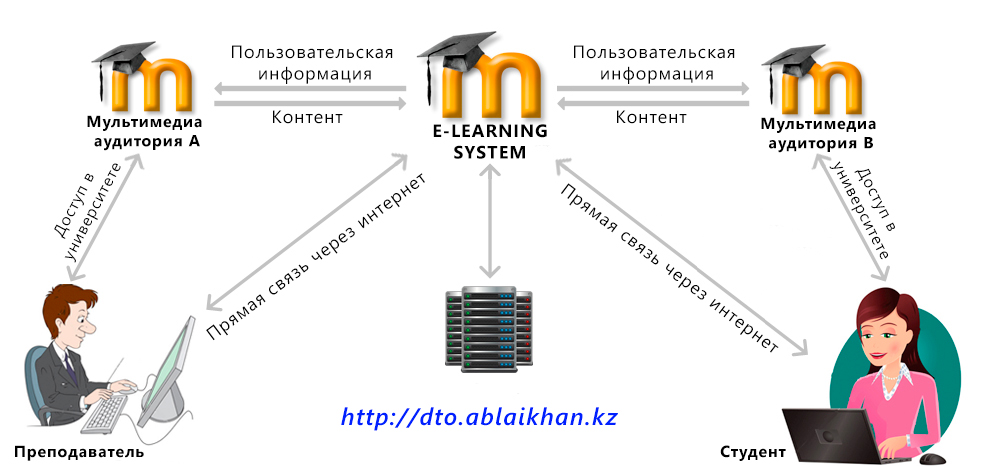 Пользовательская
информация
Контент
Пользовательская
информация
Контент
Мультимедиа
аудитория А
E-LEARNING
SYSTEM
Мультимедиа
аудитория В
Доступ в
университете
Прямая связь через интернет
Прямая связь через интернет
Доступ в
университете
http://dto.ablaikhan.kz
Преподаватель
Студент